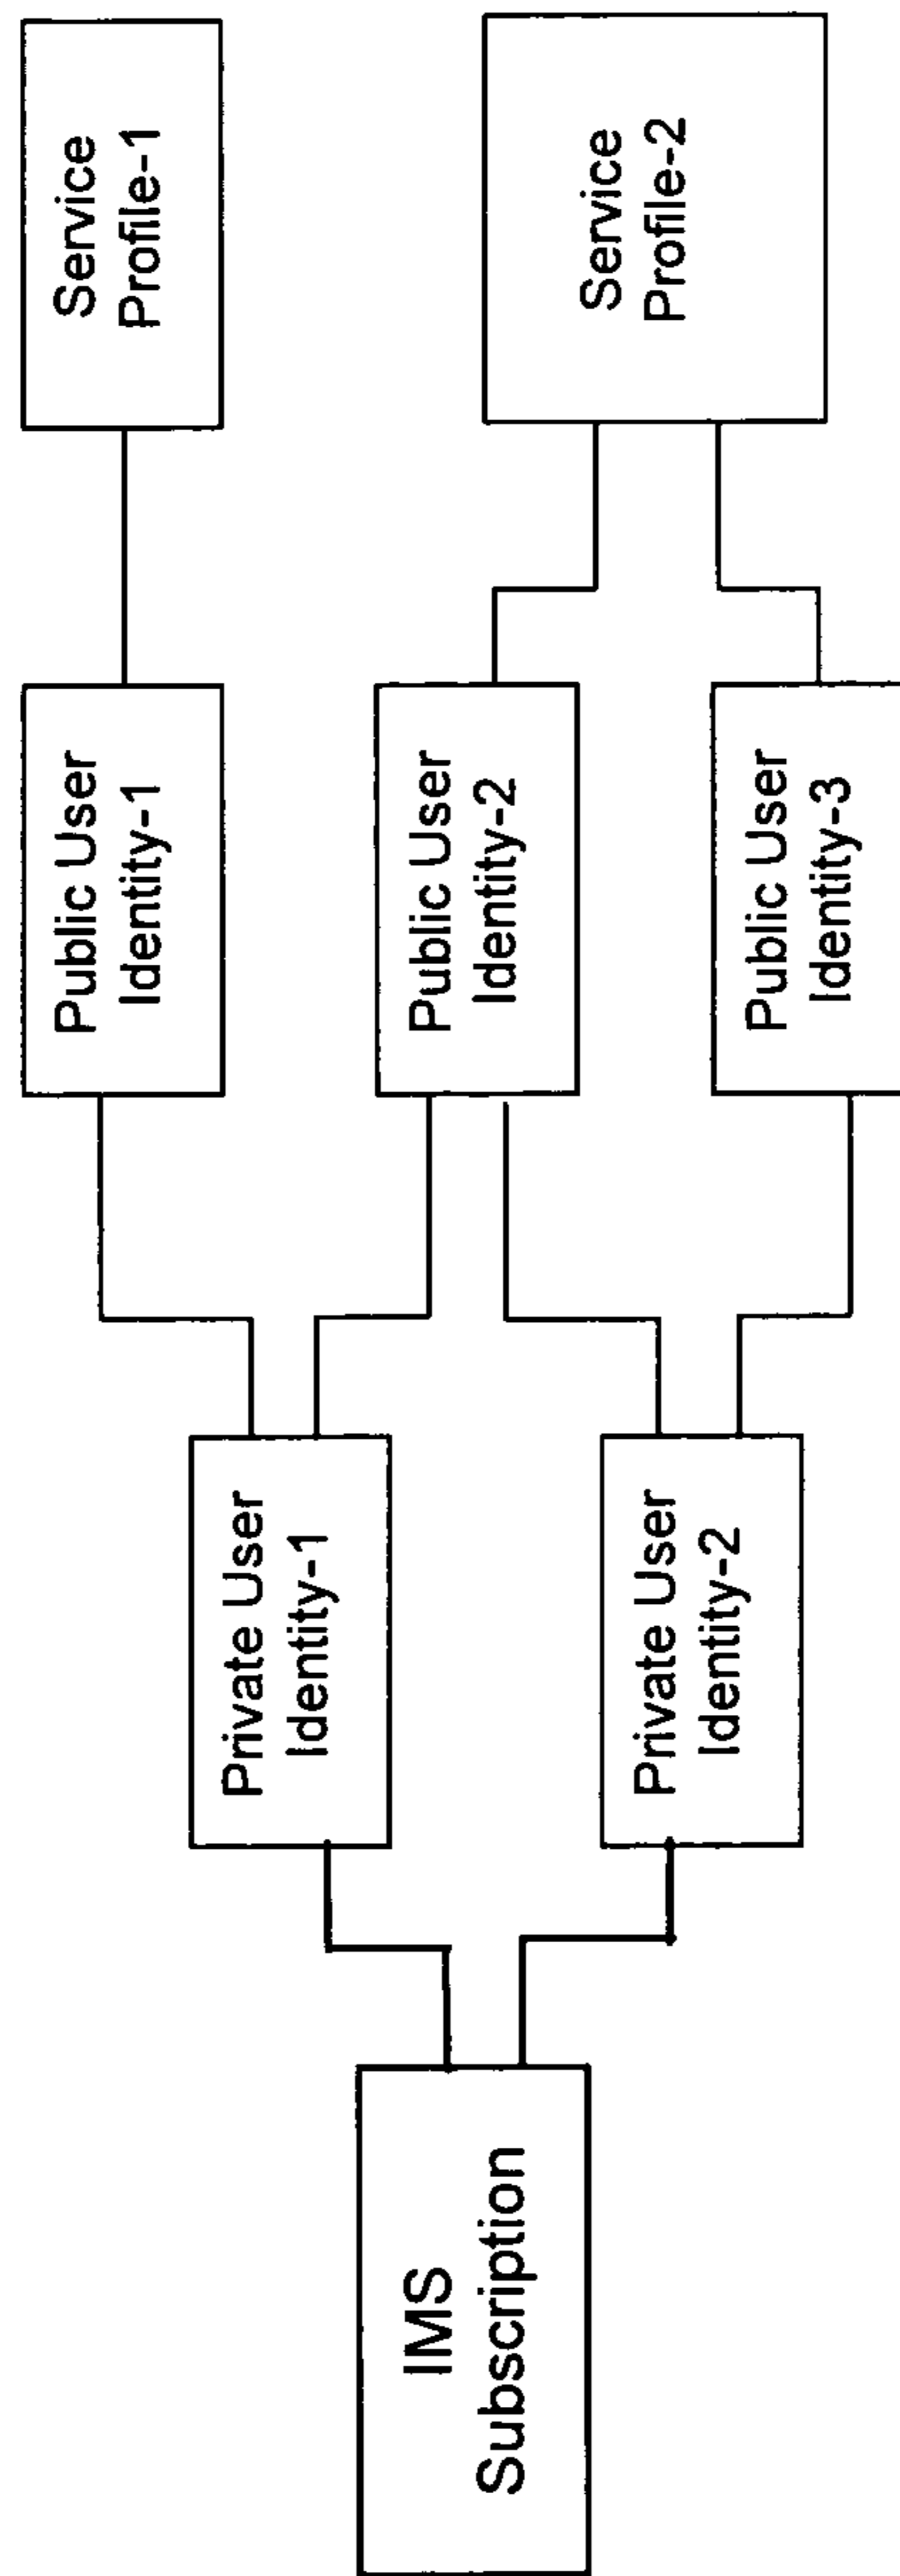 IMS
Subscription
Private User
Identity-1
Private User
Identity-2
Public User
Identity-1
Public User
Identity-2
Public User
Identity-3
Service
Profile-1
Service
Profile-2